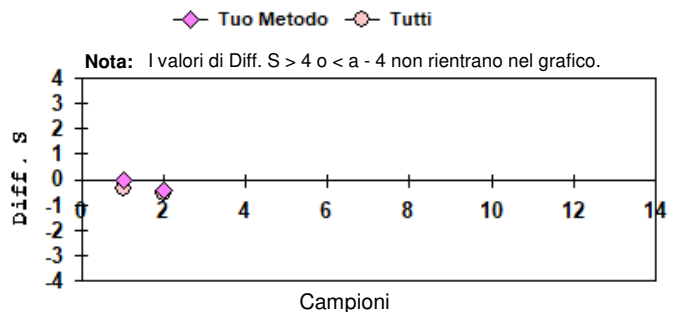 Tuo Metodo Tutti
Nota: I valori di Diff. S > 4 o < a - 4 non rientrano nel grafico.
4
3
2
1
0
-1
-2
-3
-4
Diff. S
0 2 4 6 8 10 12 14
Campioni